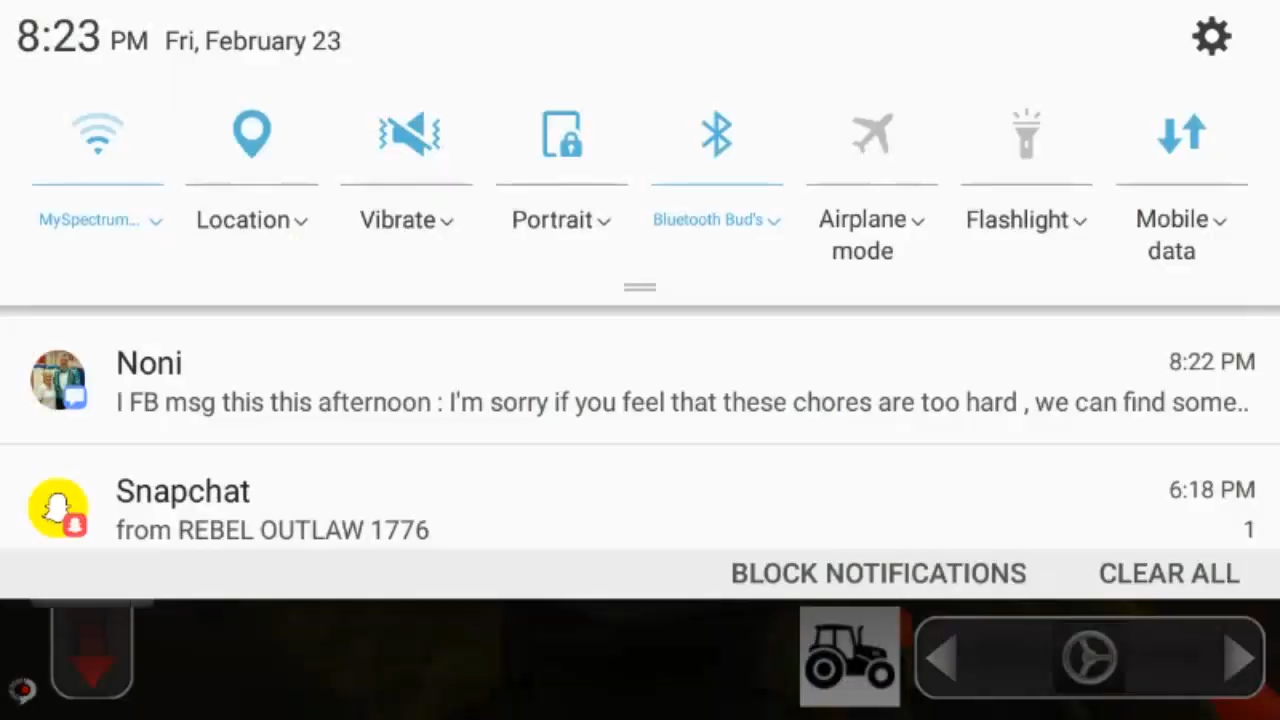 8:23 PM Fri, February 23
MySpectrum...
Location
Vibrate
Portrait
Bluetooth Bud's
Airplane mode
Flashlight
Mobile data
Noni 8:22 PM
I FB msg this this afternoon : I'm sorry if you feel that these chores are too hard , we can find some..
Snapchat 6:18 PM
from REBEL OUTLAW 1776 1
BLOCK NOTIFICATIONS CLEAR ALL